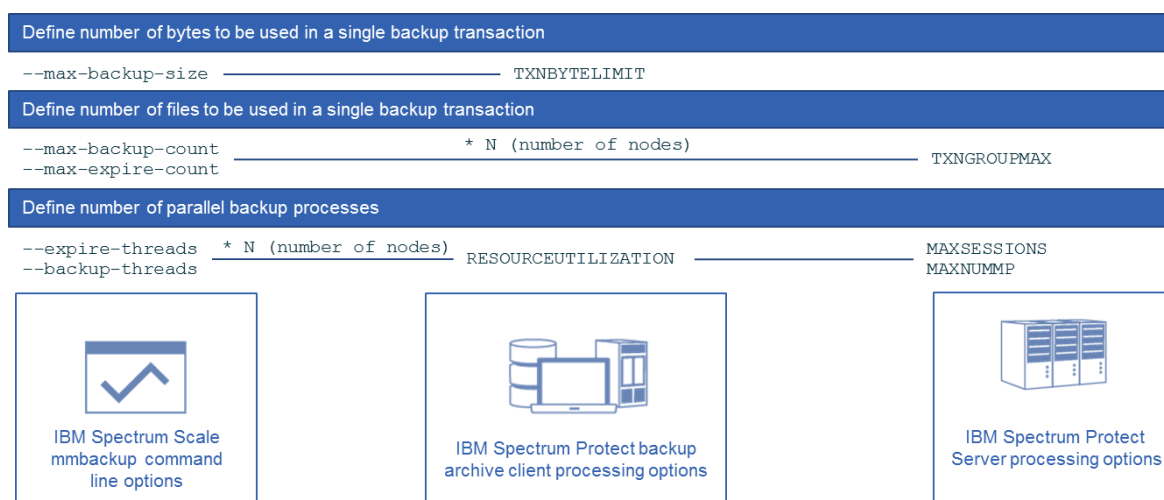 Define number of bytes to be used in a single backup transaction
--max-backup-size TXNBYTELIMIT
Define number of files to be used in a single backup transaction
--max-backup-count
--max-expire-count
* N (number of nodes)
TXNGROUPMAX
Define number of parallel backup processes
--expire-threads
--backup-threads
* N (number of nodes)
RESOURCEUTILIZATION
MAXSESSIONS
MAXNUMMP
IBM Spectrum Scale
mmbackup command
line options
IBM Spectrum Protect backup
archive client processing options
IBM Spectrum Protect
Server processing options